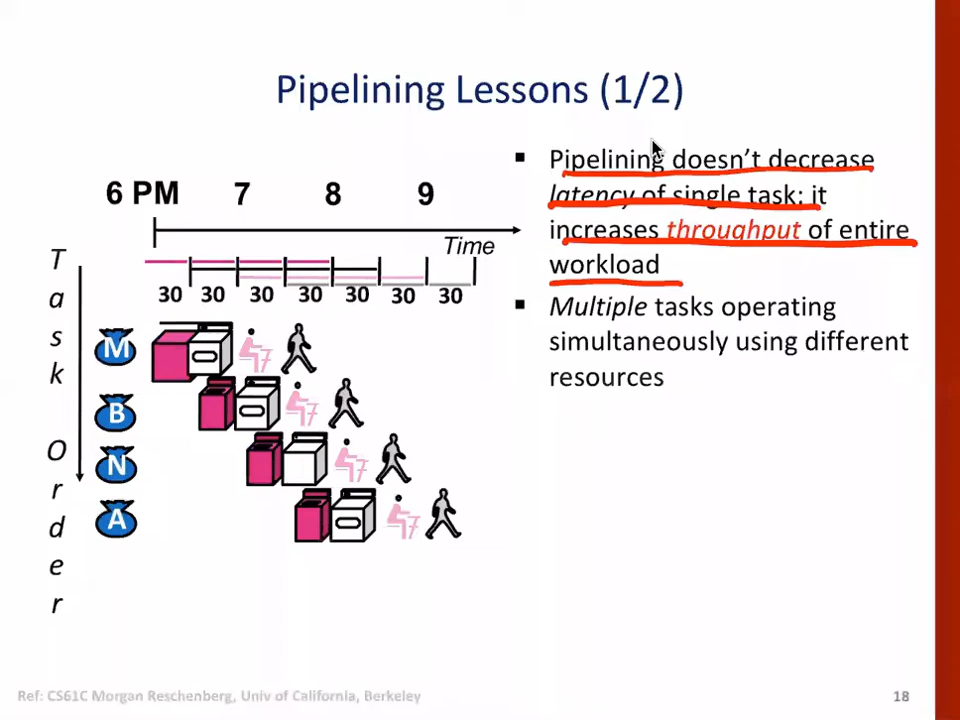 Pipelining Lessons (1/2)
6 PM 7 8 9
Time
30 30 30 30 30 30 30
Task Order
M
B
N
A
▪ Pipelining doesn't decrease
latency of single task; it
increases throughput of entire
workload
▪ Multiple tasks operating
simultaneously using different
resources
Ref: CS61C Morgan Reschenberg, Univ of California, Berkeley
18